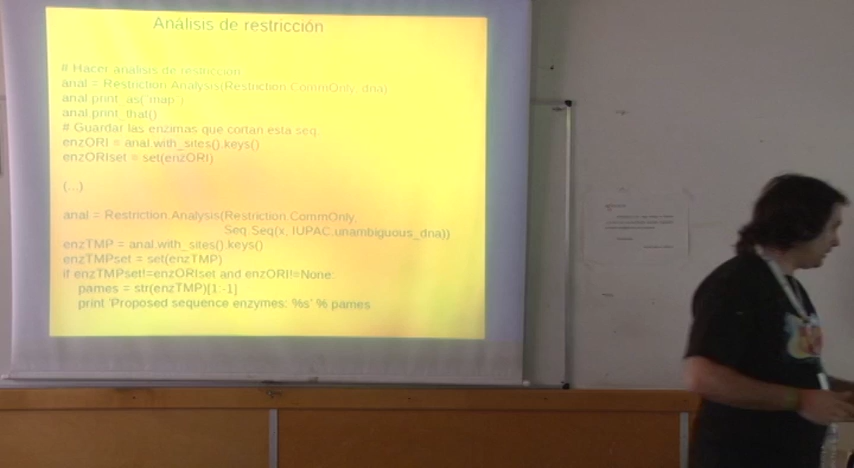 Análisis de restricción
# Hacer analisis de restriccion
anal = Restriction.Analysis(Restriction.CommOnly, dna)
anal.print_as('map')
anal.print_that()
# Guardar las enzimas que cortan esta seq.
enzORI = anal.with_sites().keys()
enzORIset = set(enzORI)
(...)
anal = Restriction.Analysis(Restriction.CommOnly,
Seq.Seq(x, IUPAC.unambiguous_dna))
enzTMP = anal.with_sites().keys()
enzTMPset = set(enzTMP)
if enzTMPset!=enzORIset and enzORI!=None:
pames = str(enzTMP)[1:-1]
print 'Proposed sequence enzymes: %s' % pames